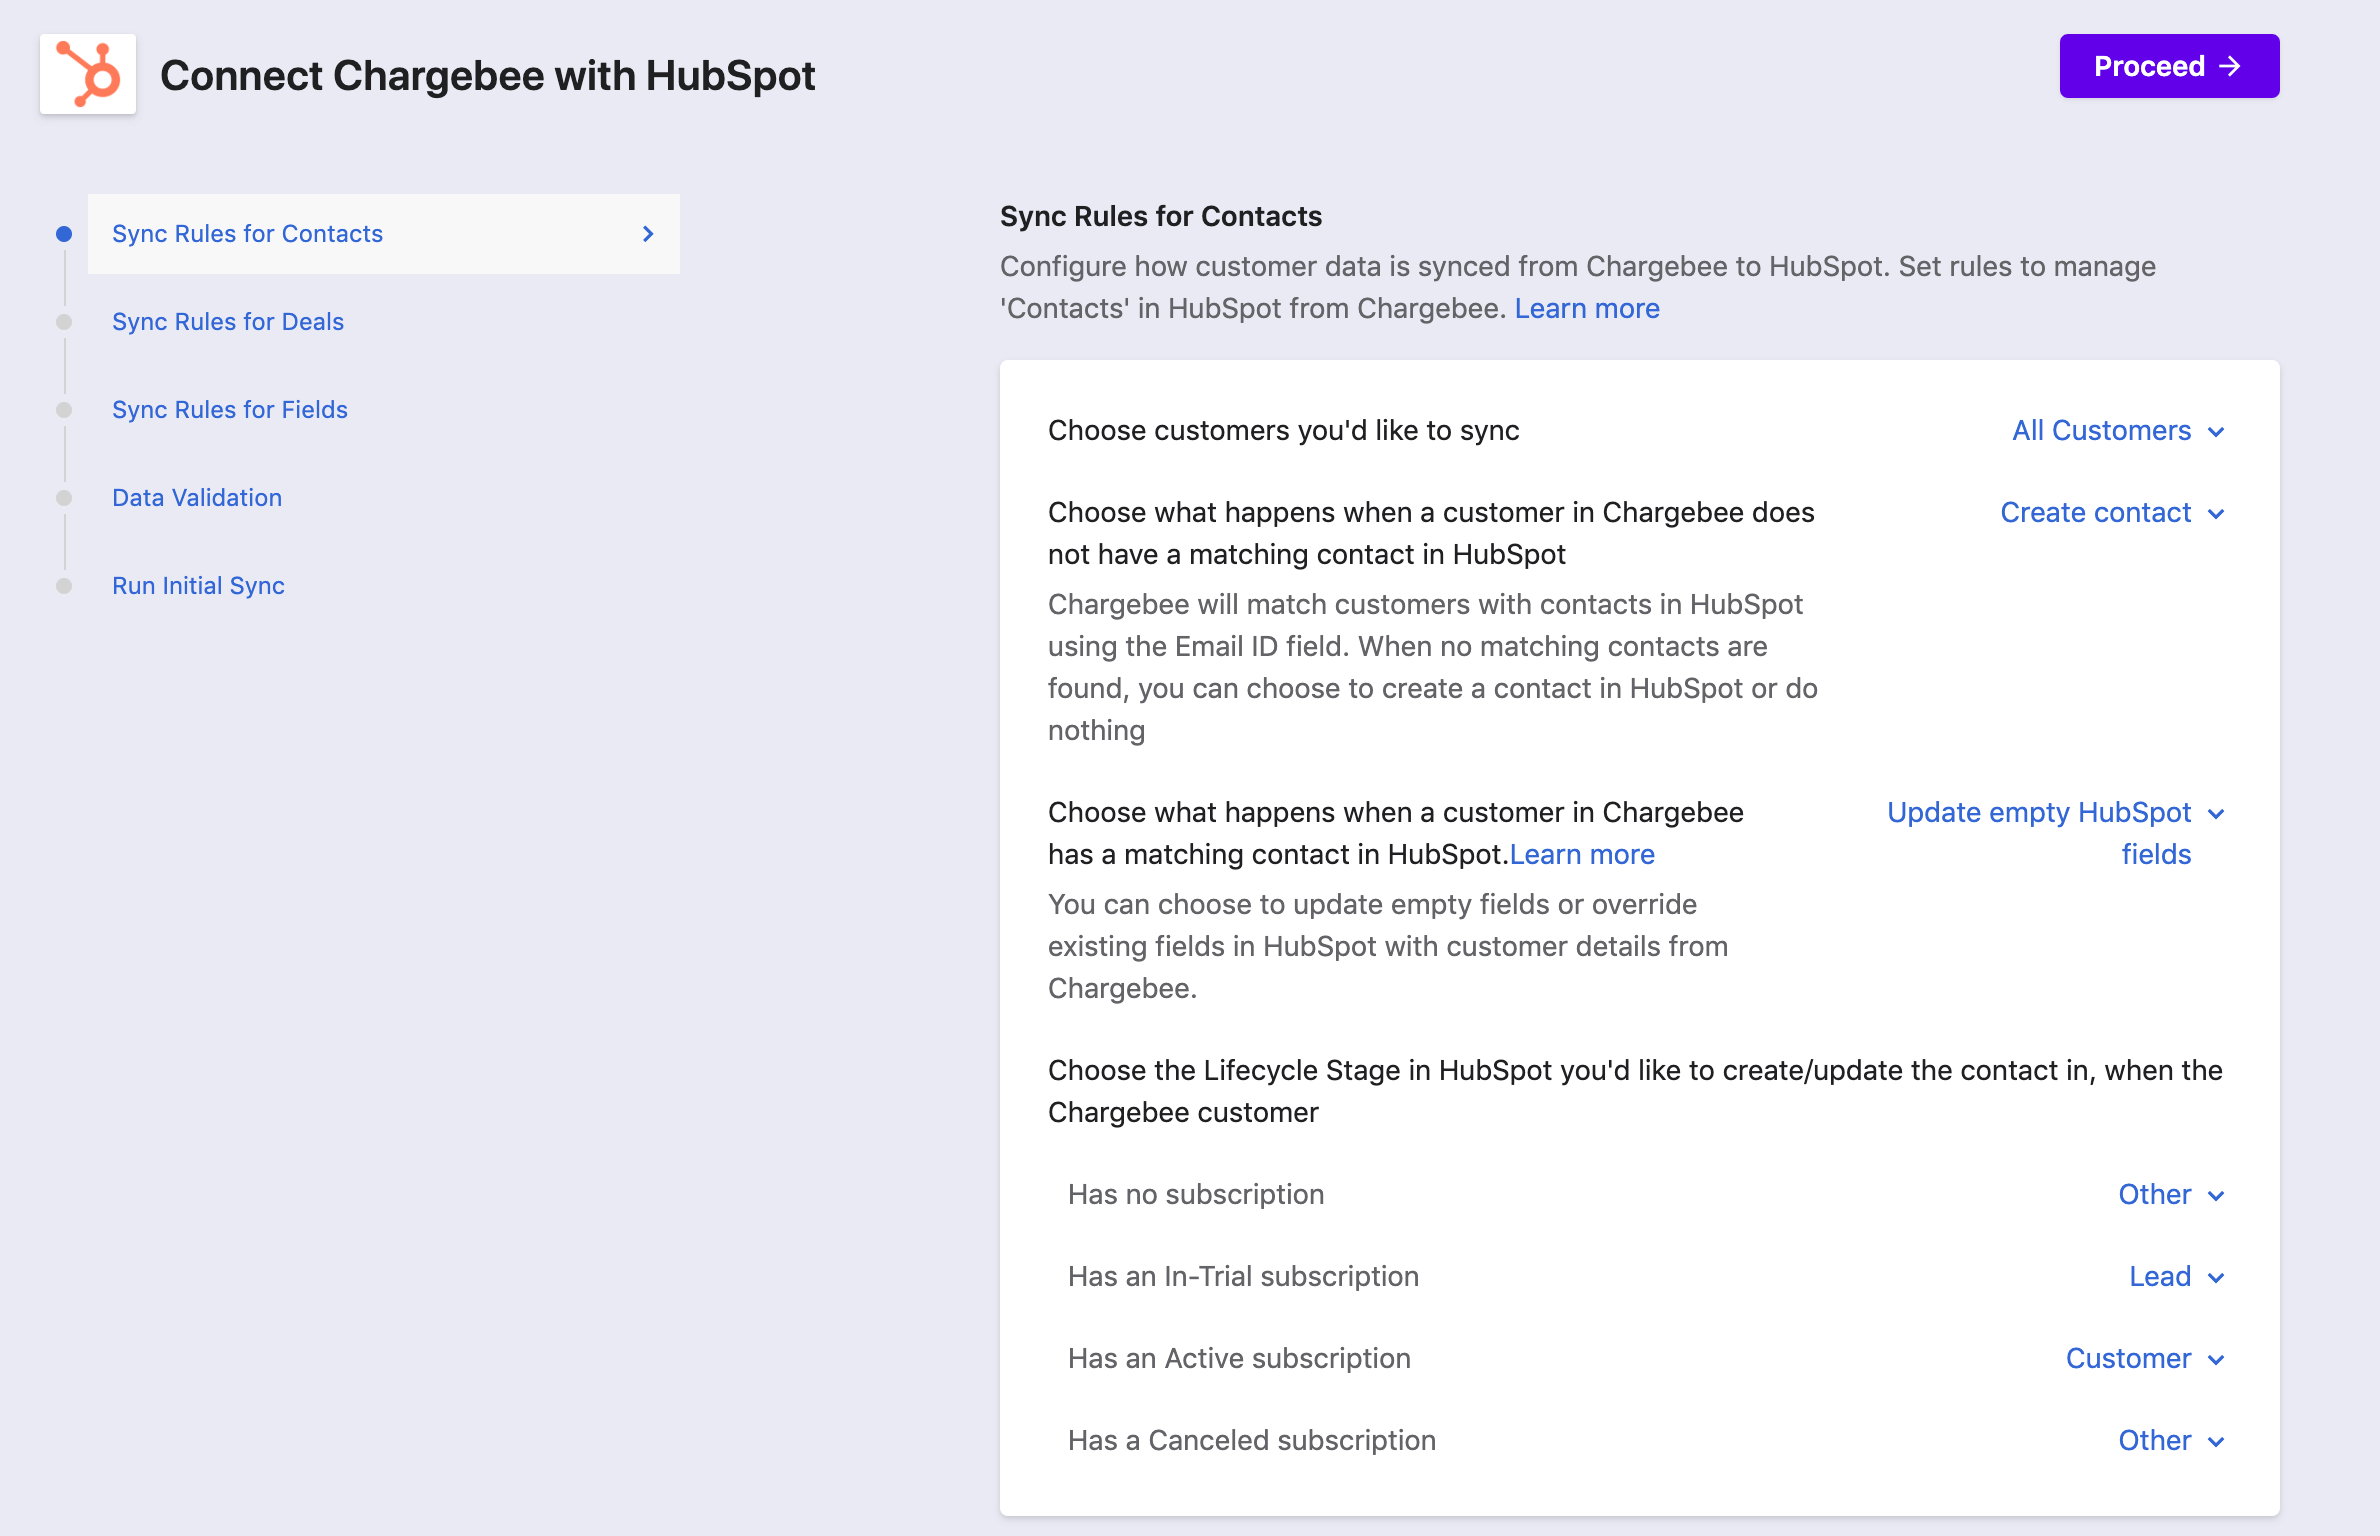 Connect Chargebee with HubSpot
Proceed
Sync Rules for Contacts
Sync Rules for Deals
Sync Rules for Fields
Data Validation
Run Initial Sync
Sync Rules for Contacts
Configure how customer data is synced from Chargebee to HubSpot. Set rules to manage
'Contacts' in HubSpot from Chargebee. Learn more
Choose customers you'd like to sync
All Customers
Choose what happens when a customer in Chargebee does
not have a matching contact in HubSpot
Create contact
Chargebee will match customers with contacts in HubSpot
using the Email ID field. When no matching contacts are
found, you can choose to create a contact in HubSpot or do
nothing
Choose what happens when a customer in Chargebee
has a matching contact in HubSpot.Learn more
Update empty HubSpot
fields
You can choose to update empty fields or override
existing fields in HubSpot with customer details from
Chargebee.
Choose the Lifecycle Stage in HubSpot you'd like to create/update the contact in, when the
Chargebee customer
Has no subscription
Other
Has an In-Trial subscription
Lead
Has an Active subscription
Customer
Has a Canceled subscription
Other